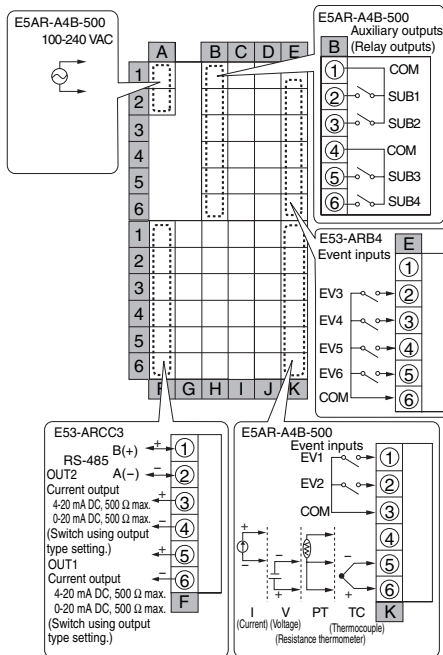 E5AR-A4B-500
100-240 VAC
E5AR-A4B-500
Auxiliary outputs
(Relay outputs)
B
1 COM
2 SUB1
3 SUB2
4 COM
5 SUB3
6 SUB4
A B C D E
1
2
3
4
5
6
1
2
3
4
5
6
F G H I J K
E53-ARB4
Event inputs
E
1
EV3 2
EV4 3
EV5 4
EV6 5
COM 6
E53-ARCC3
RS-485
B(+) + − 1
A(−) − 2
OUT2
Current output
4-20 mA DC, 500 Ω max.
0-20 mA DC, 500 Ω max.
(Switch using output
type setting.)
+ 3
− 4
OUT1
Current output
4-20 mA DC, 500 Ω max.
0-20 mA DC, 500 Ω max.
(Switch using output
type setting.)
+ 5
− 6
F
E5AR-A4B-500
Event inputs
EV1 1
EV2 2
COM 3
4
5
6
K
+ − − + − +
I V PT TC
(Current) (Voltage) (Thermocouple)
(Resistance thermometer)